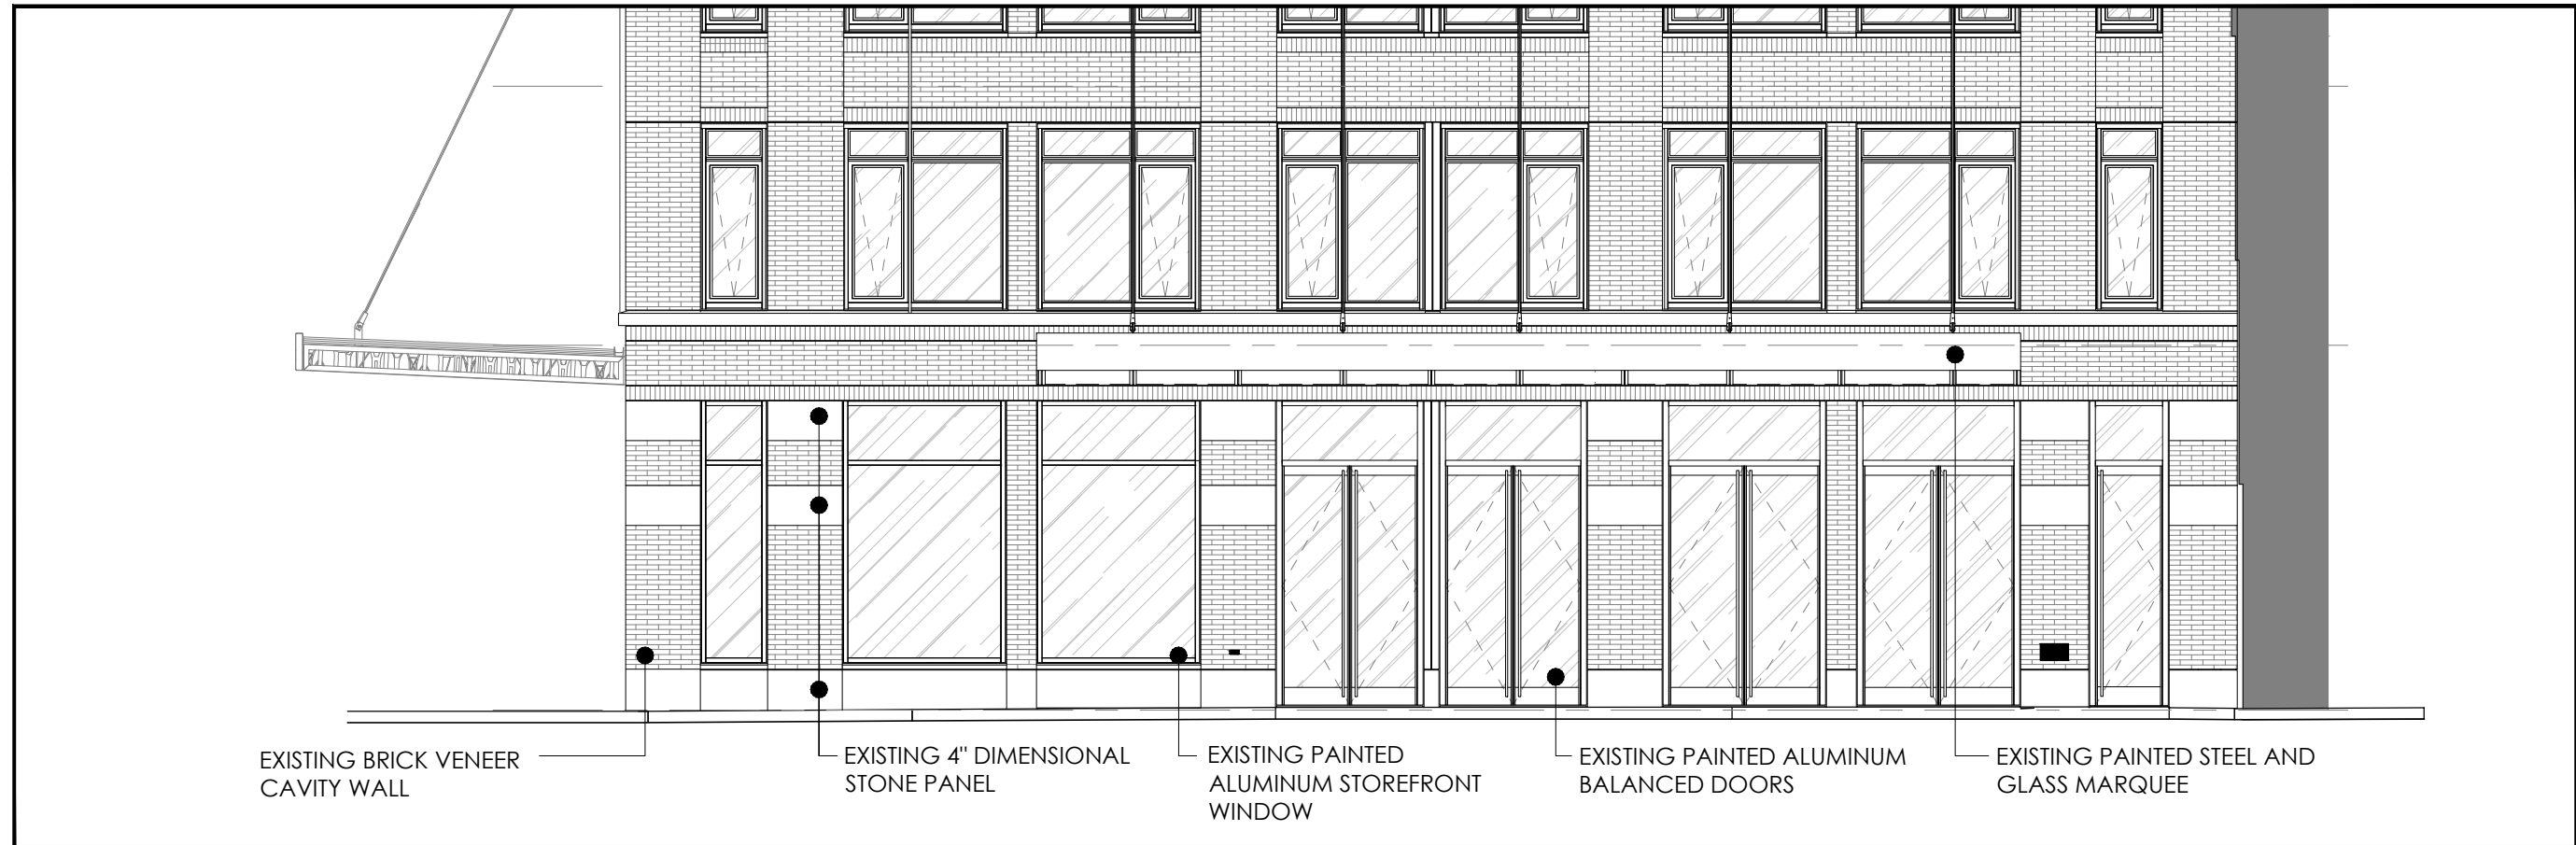 EXISTING BRICK VENEER
CAVITY WALL
EXISTING 4" DIMENSIONAL
STONE PANEL
EXISTING PAINTED
ALUMINUM STOREFRONT
WINDOW
EXISTING PAINTED ALUMINUM
BALANCED DOORS
EXISTING PAINTED STEEL AND
GLASS MARQUEE